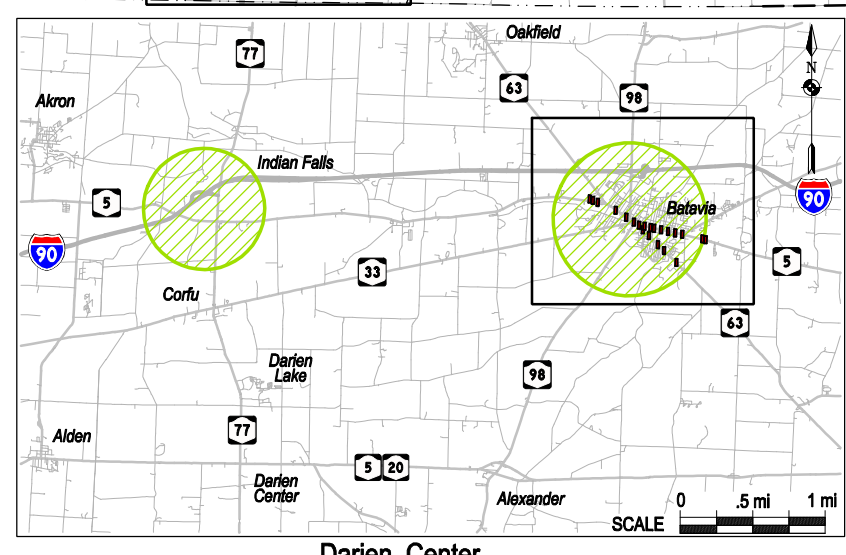 Oakfield
77
63
98
Akron
N
Indian Falls
5
90
Batavia
90
33
5
Corfu
63
Darien
Lake
98
77
Alden
5 20
Darien
Center
Alexander
0 .5 mi 1 mi
SCALE
Darien Center